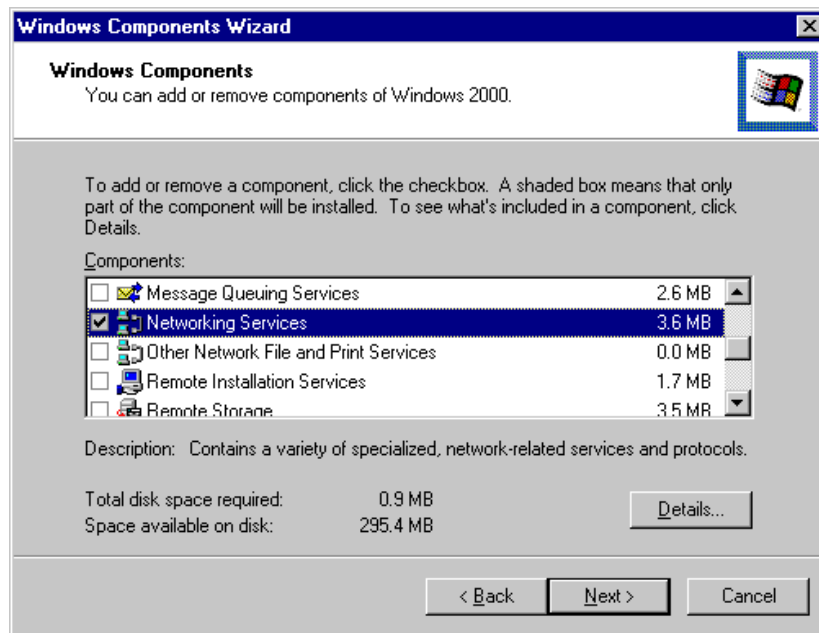 Windows Components Wizard
Windows Components
You can add or remove components of Windows 2000.
To add or remove a component, click the checkbox. A shaded box means that only
part of the component will be installed. To see what's included in a component, click
Details.
Components:
Message Queuing Services 2.6 MB
Networking Services 3.6 MB
Other Network File and Print Services 0.0 MB
Remote Installation Services 1.7 MB
Remote Storage 3.5 MB
Description: Contains a variety of specialized, network-related services and protocols.
Total disk space required: 0.9 MB
Space available on disk: 295.4 MB
Details...
< Back Next > Cancel